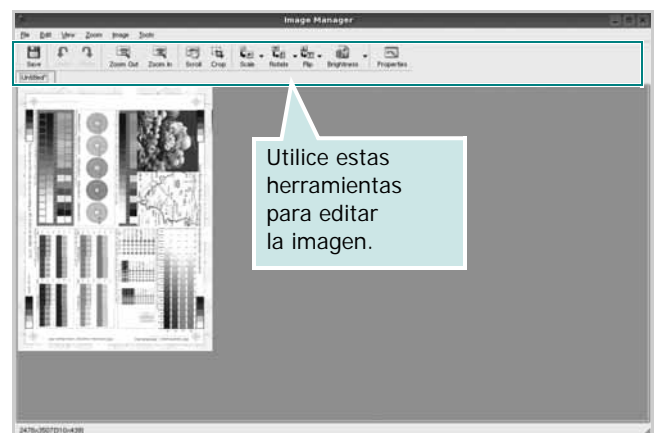 Image Manager
File Edit View Zoom Image Tools
Save Zoom Out Zoom In Scroll Crop Scale Rotate Flip Brightness Properties
Untitled*
Utilice estas
herramientas
para editar
la imagen.